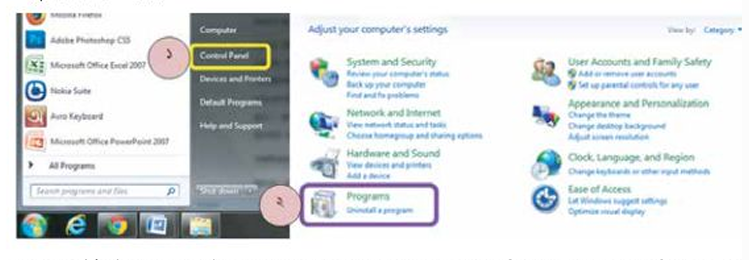 Mozilla Firefox
Adobe Photoshop CS5
Microsoft Office Excel 2007
Nokia Suite
Avro Keyboard
Microsoft Office PowerPoint 2007
All Programs
Search programs and files
Computer
১
Control Panel
Devices and Printers
Default Programs
Help and Support
Shut down
২
Adjust your computer's settings
View by: Category
System and Security
Review your computer's status
Back up your computer
Find and fix problems
Network and Internet
View network status and tasks
Choose homegroup and sharing options
Hardware and Sound
View devices and printers
Add a device
Programs
Uninstall a program
User Accounts and Family Safety
Add or remove user accounts
Set up parental controls for any user
Appearance and Personalization
Change the theme
Change desktop background
Adjust screen resolution
Clock, Language, and Region
Change keyboards or other input methods
Ease of Access
Let Windows suggest settings
Optimize visual display